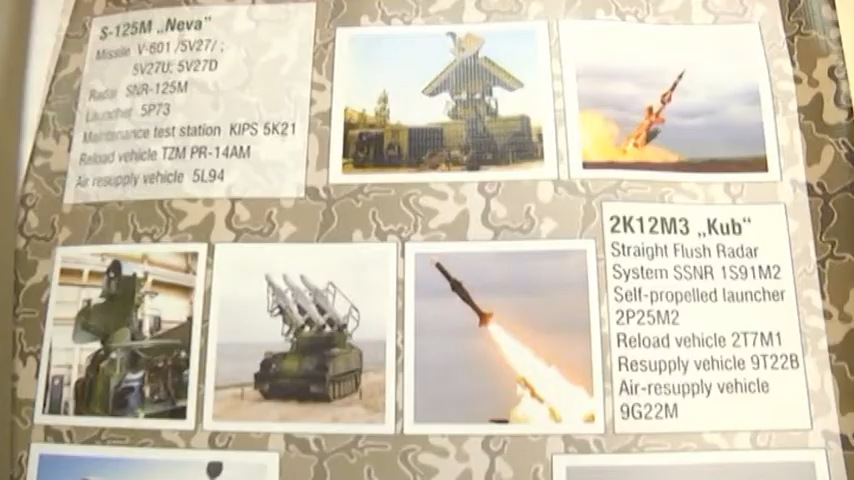 S-125M „Neva”
Missile V-601 /5V27/ ;
5V27U; 5V27D
Radar SNR-125M
Launcher 5P73
Maintenance test station KIPS 5K21
Reload vehicle TZM PR-14AM
Air resupply vehicle 5L94
2K12M3 „Kub“
Straight Flush Radar
System SSNR 1S91M2
Self-propelled launcher
2P25M2
Reload vehicle 2T7M1
Resupply vehicle 9T22B
Air-resupply vehicle
9G22M